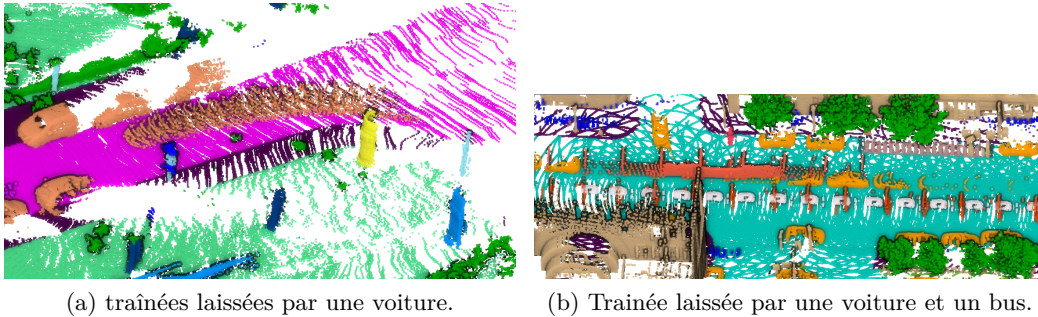 (a) traînées laissées par une voiture.
(b) Trainée laissée par une voiture et un bus.